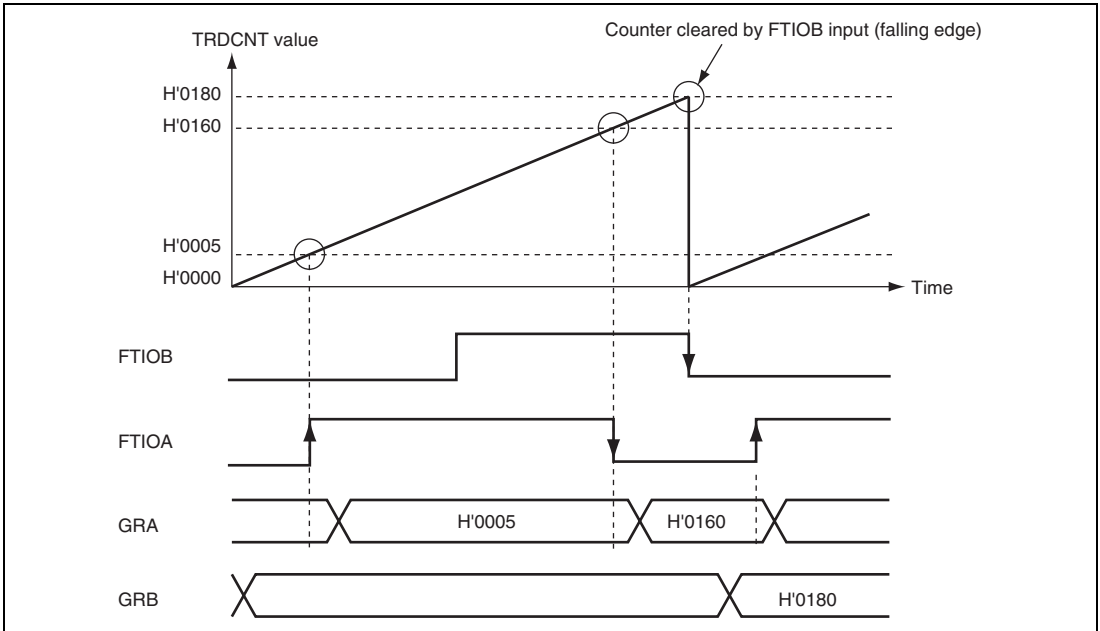 Counter cleared by FTIOB input (falling edge)
TRDCNT value
H'0180
H'0160
H'0005
H'0000
Time
FTIOB
FTIOA
GRA
H'0005
H'0160
GRB
H'0180